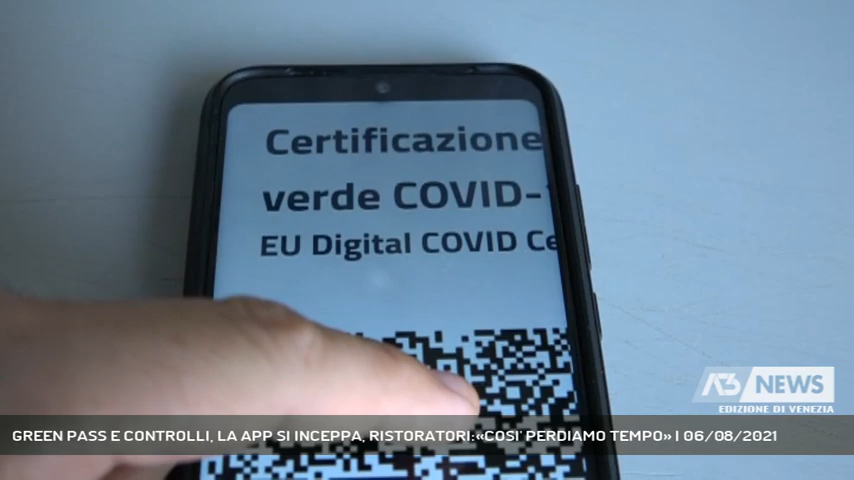 Certificazione
verde COVID-
EU Digital COVID Ce
A3 NEWS
EDIZIONE DI VENEZIA
GREEN PASS E CONTROLLI, LA APP SI INCEPPA, RISTORATORI:«COSI' PERDIAMO TEMPO» | 06/08/2021